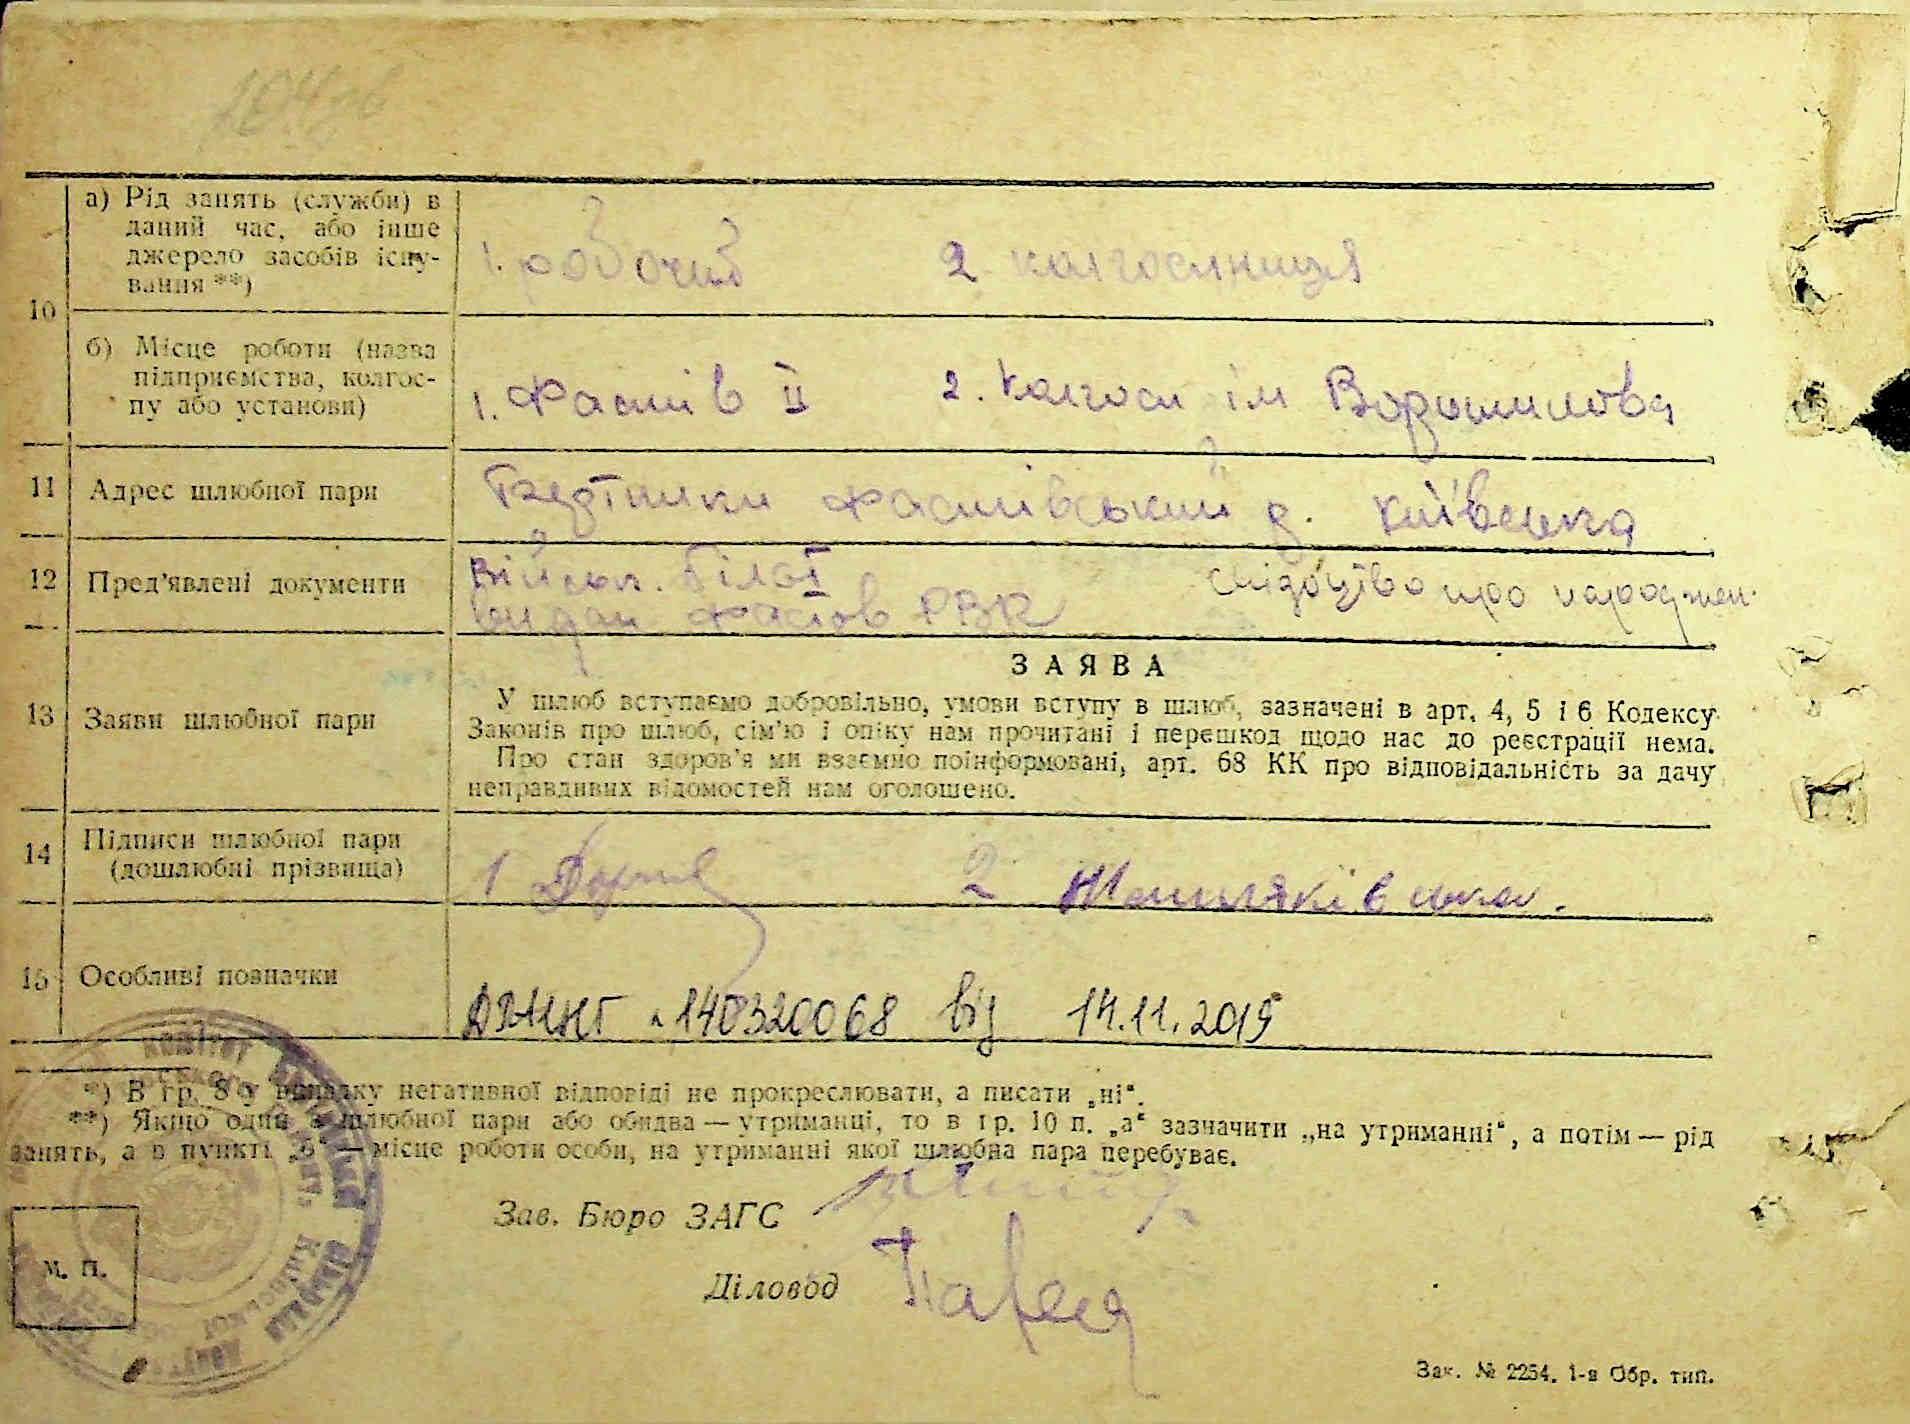 а) Рід занять (служби) в
даний час, або інше
джерело засобів існу-
вання **)
1. робочий 2 колгоспниця
10
б) Місце роботи (назва
підприємства, колгос-
пу або установи)
1. Фастів II 2. Колгосп ім Ворошилова
11 Адрес шлюбної пари
Фастівський р. Київська
12 Пред'явлені документи
Військ. білет свідоцтво про народжен.
видан Фастов РВК
13 Заяви шлюбної пари
ЗАЯВА
У шлюб вступаємо добровільно, умови вступу в шлюб, зазначені в арт. 4, 5 і 6 Кодексу
Законів про шлюб, сім'ю і опіку нам прочитані і перешкод щодо нас до реєстрації нема.
Про стан здоров'я ми взаємно поінформовані, арт. 68 КК про відповідальність за дачу
неправдивих відомостей нам оголошено.
14 Підписи шлюбної пари
(дошлюбні прізвища)
1 2
15 Особливі позначки
140320068 від 14.11.2015
*) В гр. 8 у випадку негативної відповіді не прокреслювати, а писати „ні“.
**) Якщо один з шлюбної пари або обидва — утриманці, то в гр. 10 п. „а“ зазначити „на утриманні“, а потім — рід
занять, а в пункті „б“ — місце роботи особи, на утриманні якої шлюбна пара перебуває.
Зав. Бюро ЗАГС
Діловод
М. П.
Зак. № 2254. 1-я Обр. тип.